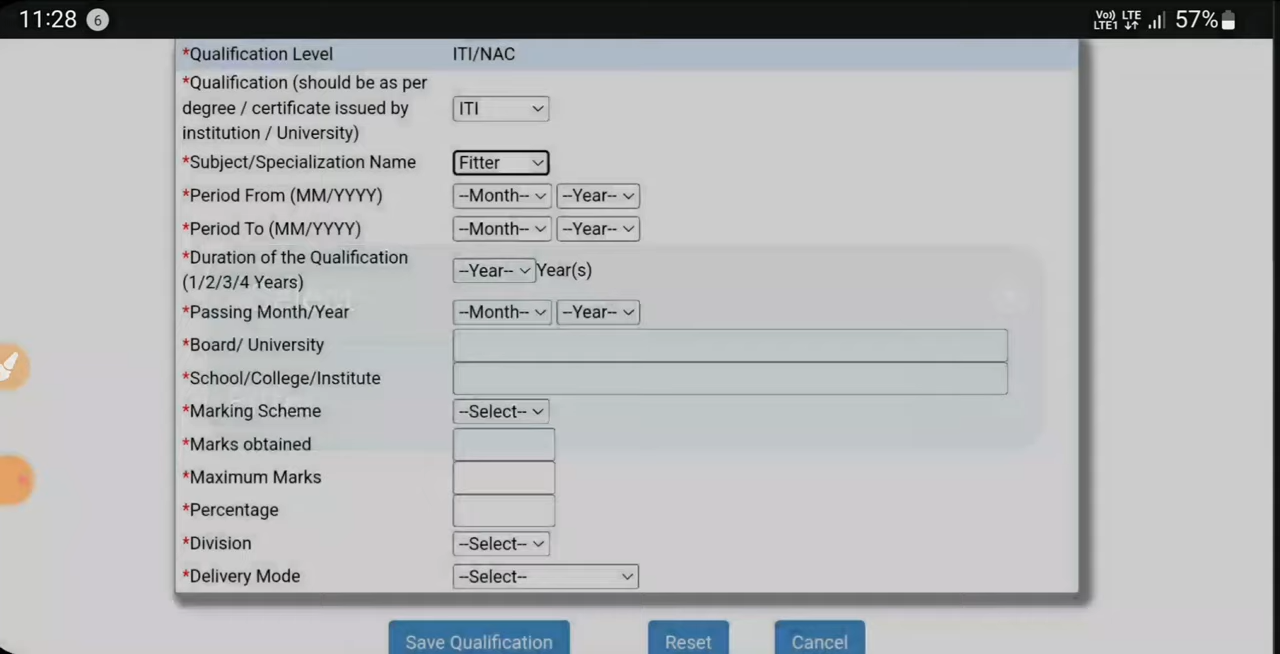 11:28 6 Vo)) LTE LTE1 57%
*Qualification Level ITI/NAC
*Qualification (should be as per
degree / certificate issued by ITI
institution / University)
*Subject/Specialization Name Fitter
*Period From (MM/YYYY) --Month-- --Year--
*Period To (MM/YYYY) --Month-- --Year--
*Duration of the Qualification
(1/2/3/4 Years) --Year-- Year(s)
*Passing Month/Year --Month-- --Year--
*Board/ University
*School/College/Institute
*Marking Scheme --Select--
*Marks obtained
*Maximum Marks
*Percentage
*Division --Select--
*Delivery Mode --Select--
Save Qualification Reset Cancel